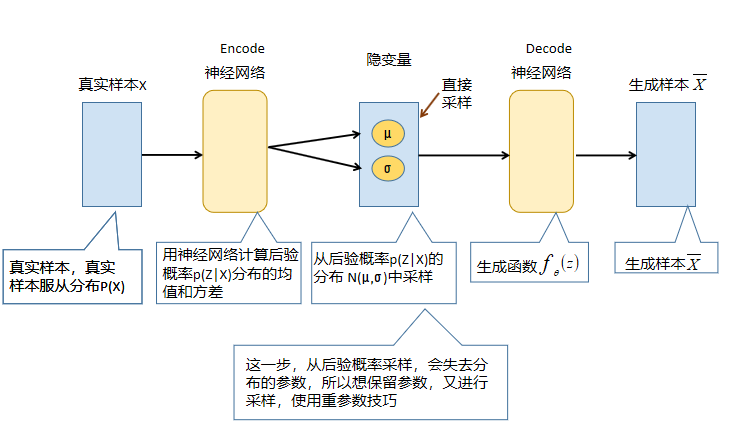 Encode
神经网络
Decode
神经网络
隐变量
真实样本X
直接
采样
生成样本 X̅
μ
σ
真实样本，真实
样本服从分布P(X)
用神经网络计算后验
概率p(Z|X)分布的均
值和方差
从后验概率p(Z|X)的
分布 N(μ,σ)中采样
生成函数 f_θ(z)
生成样本 X̅
这一步，从后验概率采样，会失去分
布的参数，所以想保留参数，又进行
采样，使用重参数技巧